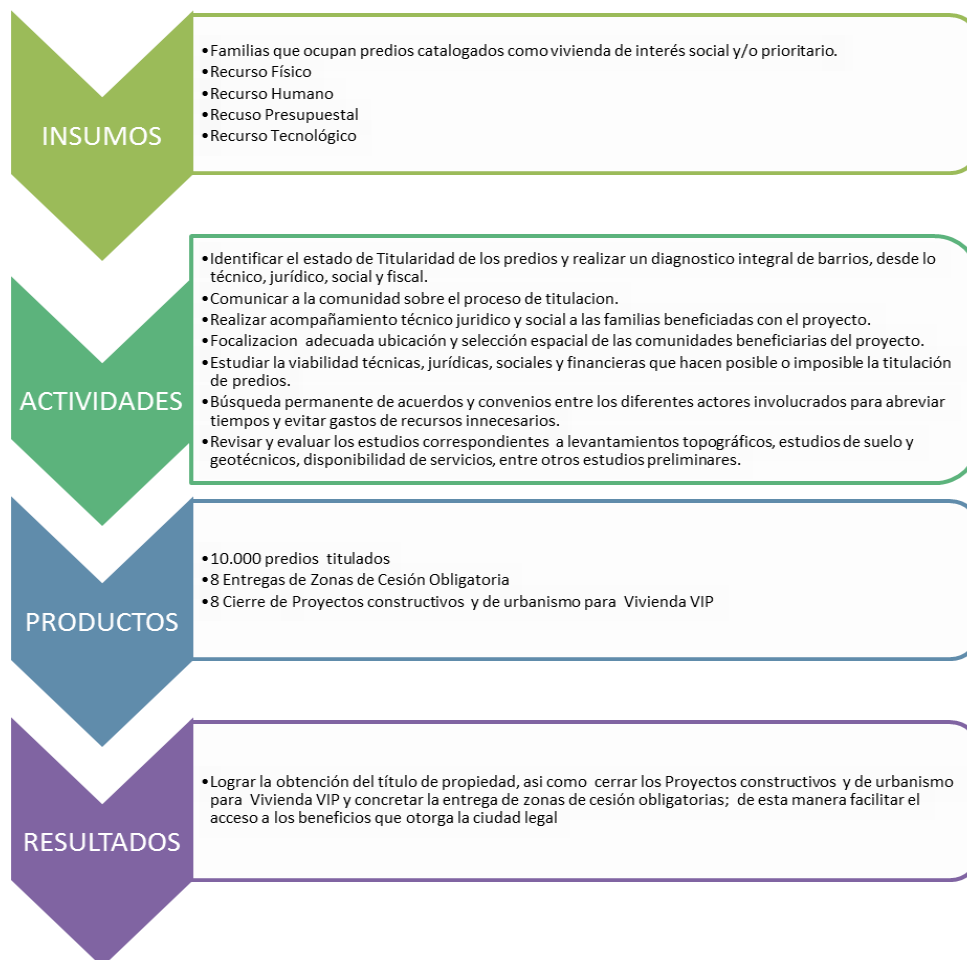 INSUMOS
•Familias que ocupan predios catalogados como vivienda de interés social y/o prioritario.
•Recurso Físico
•Recurso Humano
•Recuso Presupuestal
•Recurso Tecnológico
ACTIVIDADES
•Identificar el estado de Titularidad de los predios y realizar un diagnostico integral de barrios, desde lo
técnico, jurídico, social y fiscal.
•Comunicar a la comunidad sobre el proceso de titulacion.
•Realizar acompañamiento técnico juridico y social a las familias beneficiadas con el proyecto.
•Focalizacion adecuada ubicación y selección espacial de las comunidades beneficiarias del proyecto.
•Estudiar la viabilidad técnicas, jurídicas, sociales y financieras que hacen posible o imposible la titulación
de predios.
•Búsqueda permanente de acuerdos y convenios entre los diferentes actores involucrados para abreviar
tiempos y evitar gastos de recursos innecesarios.
•Revisar y evaluar los estudios correspondientes a levantamientos topográficos, estudios de suelo y
geotécnicos, disponibilidad de servicios, entre otros estudios preliminares.
PRODUCTOS
•10.000 predios titulados
•8 Entregas de Zonas de Cesión Obligatoria
•8 Cierre de Proyectos constructivos y de urbanismo para Vivienda VIP
RESULTADOS
•Lograr la obtención del título de propiedad, asi como cerrar los Proyectos constructivos y de urbanismo
para Vivienda VIP y concretar la entrega de zonas de cesión obligatorias; de esta manera facilitar el
acceso a los beneficios que otorga la ciudad legal